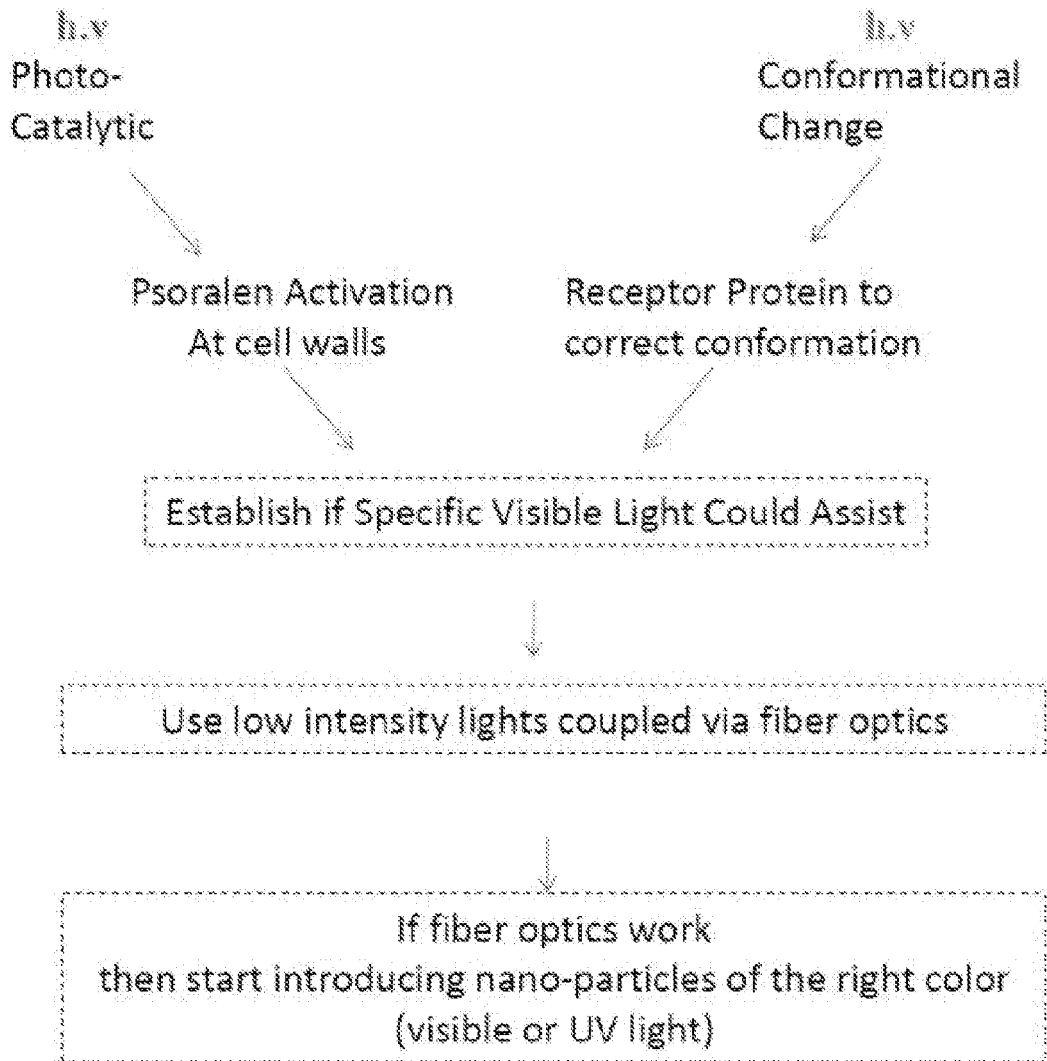 h.v
Photo-
Catalytic
h.v
Conformational
Change
Psoralen Activation
At cell walls
Receptor Protein to
correct conformation
Establish if Specific Visible Light Could Assist
Use low intensity lights coupled via fiber optics
If fiber optics work
then start introducing nano-particles of the right color
(visible or UV light)